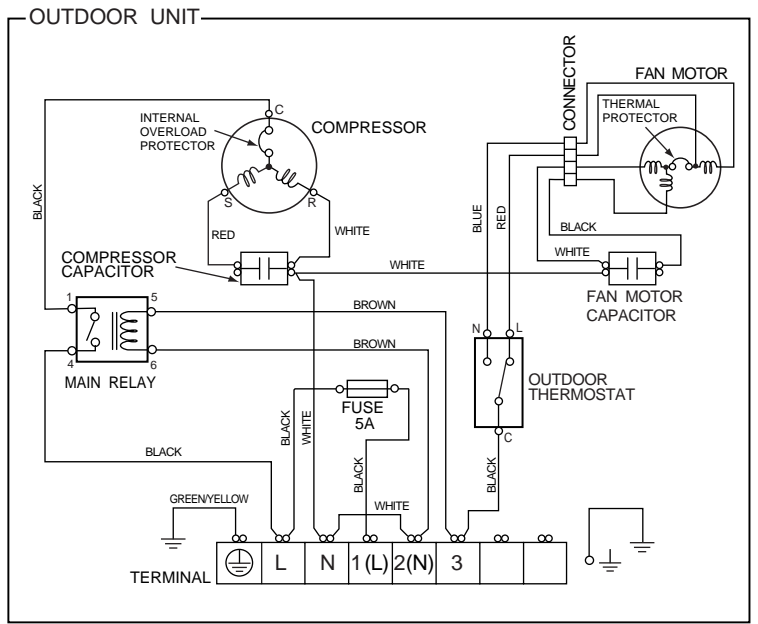 OUTDOOR UNIT
CONNECTOR
FAN MOTOR
THERMAL
PROTECTOR
C
INTERNAL
OVERLOAD
PROTECTOR
COMPRESSOR
BLACK
S
R
RED
WHITE
BLUE
RED
BLACK
WHITE
COMPRESSOR
CAPACITOR
WHITE
FAN MOTOR
CAPACITOR
1
5
BROWN
N
L
4
6
BROWN
MAIN RELAY
OUTDOOR
THERMOSTAT
FUSE
5A
BLACK
WHITE
C
BLACK
BLACK
BLACK
GREEN/YELLOW
WHITE
TERMINAL
L
N
1(L)
2(N)
3